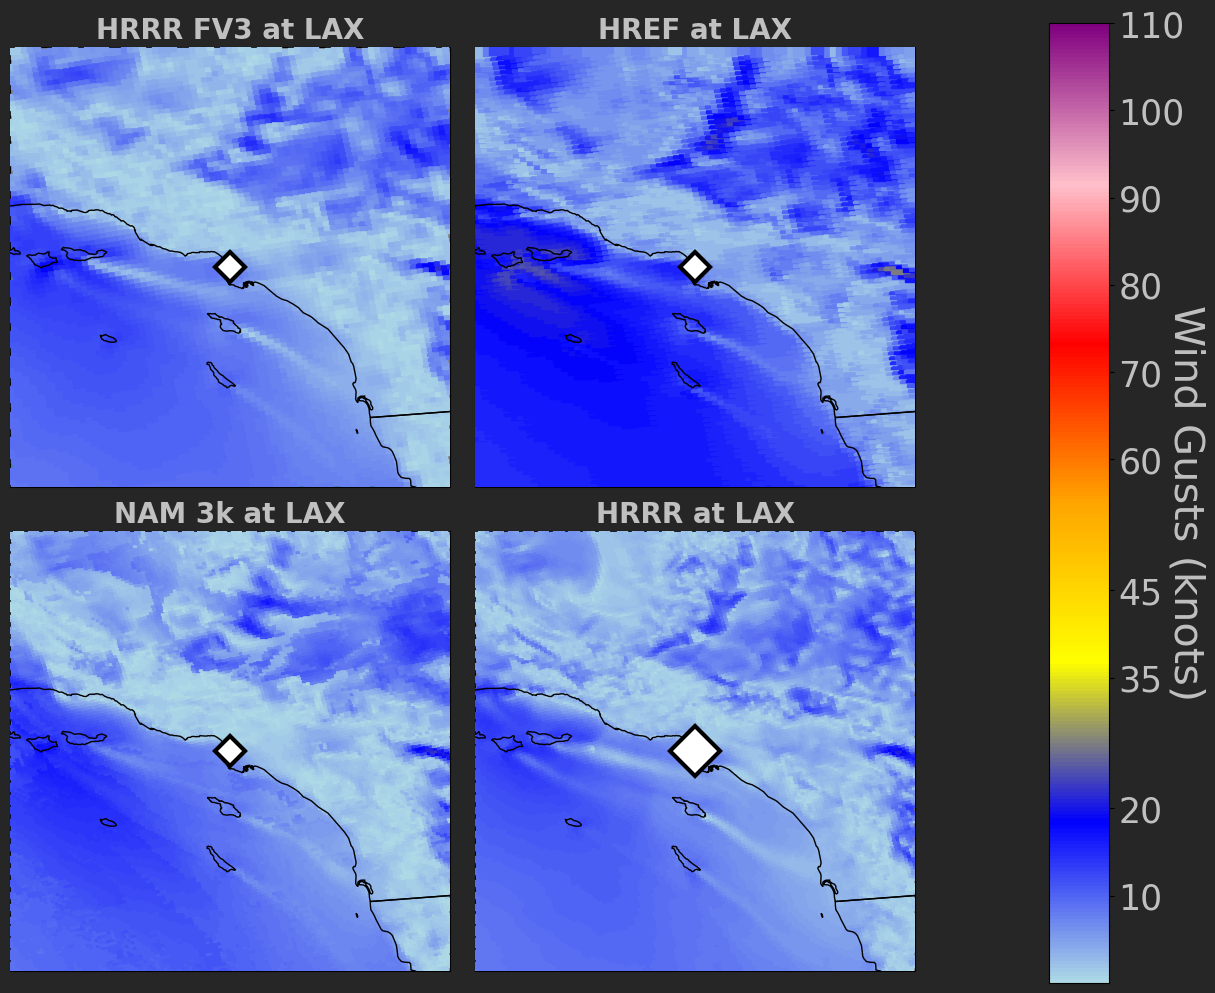 HRRR FV3 at LAX
HREF at LAX
NAM 3k at LAX
HRRR at LAX
110
100
90
80
70
60
45
35
20
10
Wind Gusts (knots)